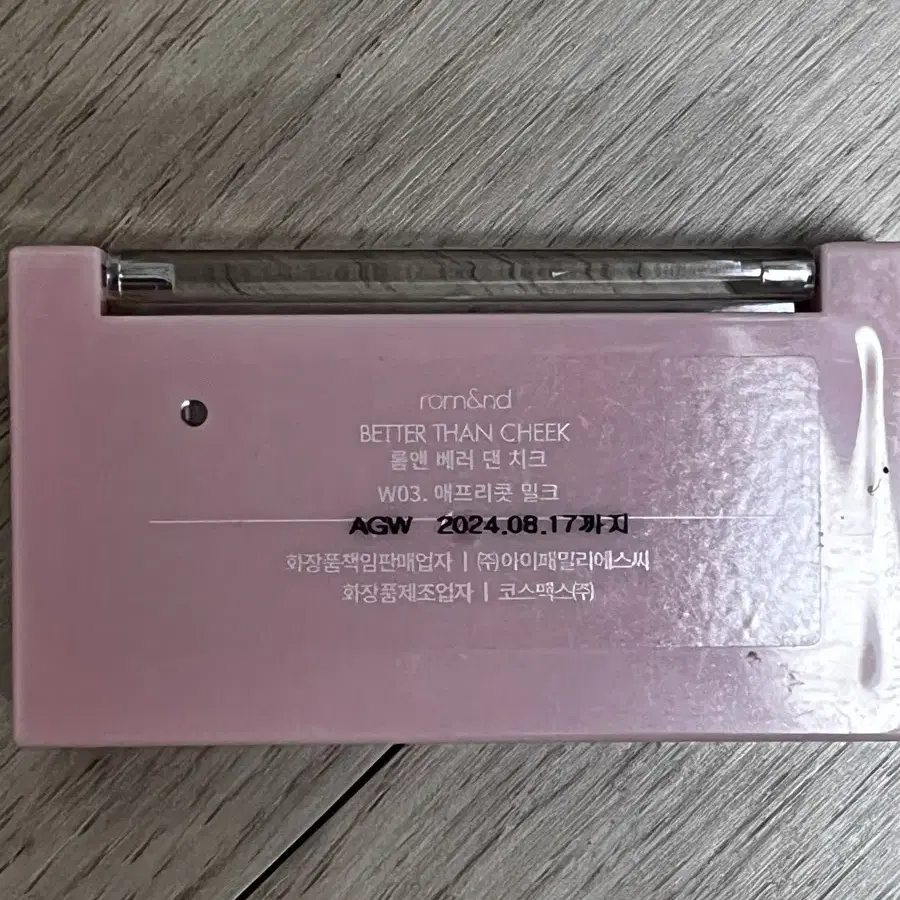 rom&nd
BETTER THAN CHEEK
롬앤 베러 댄 치크
W03. 애프리콧 밀크
AGW 2024.08.17까지
화장품책임판매업자 | ㈜아이패밀리에스씨
화장품제조업자 | 코스맥스㈜